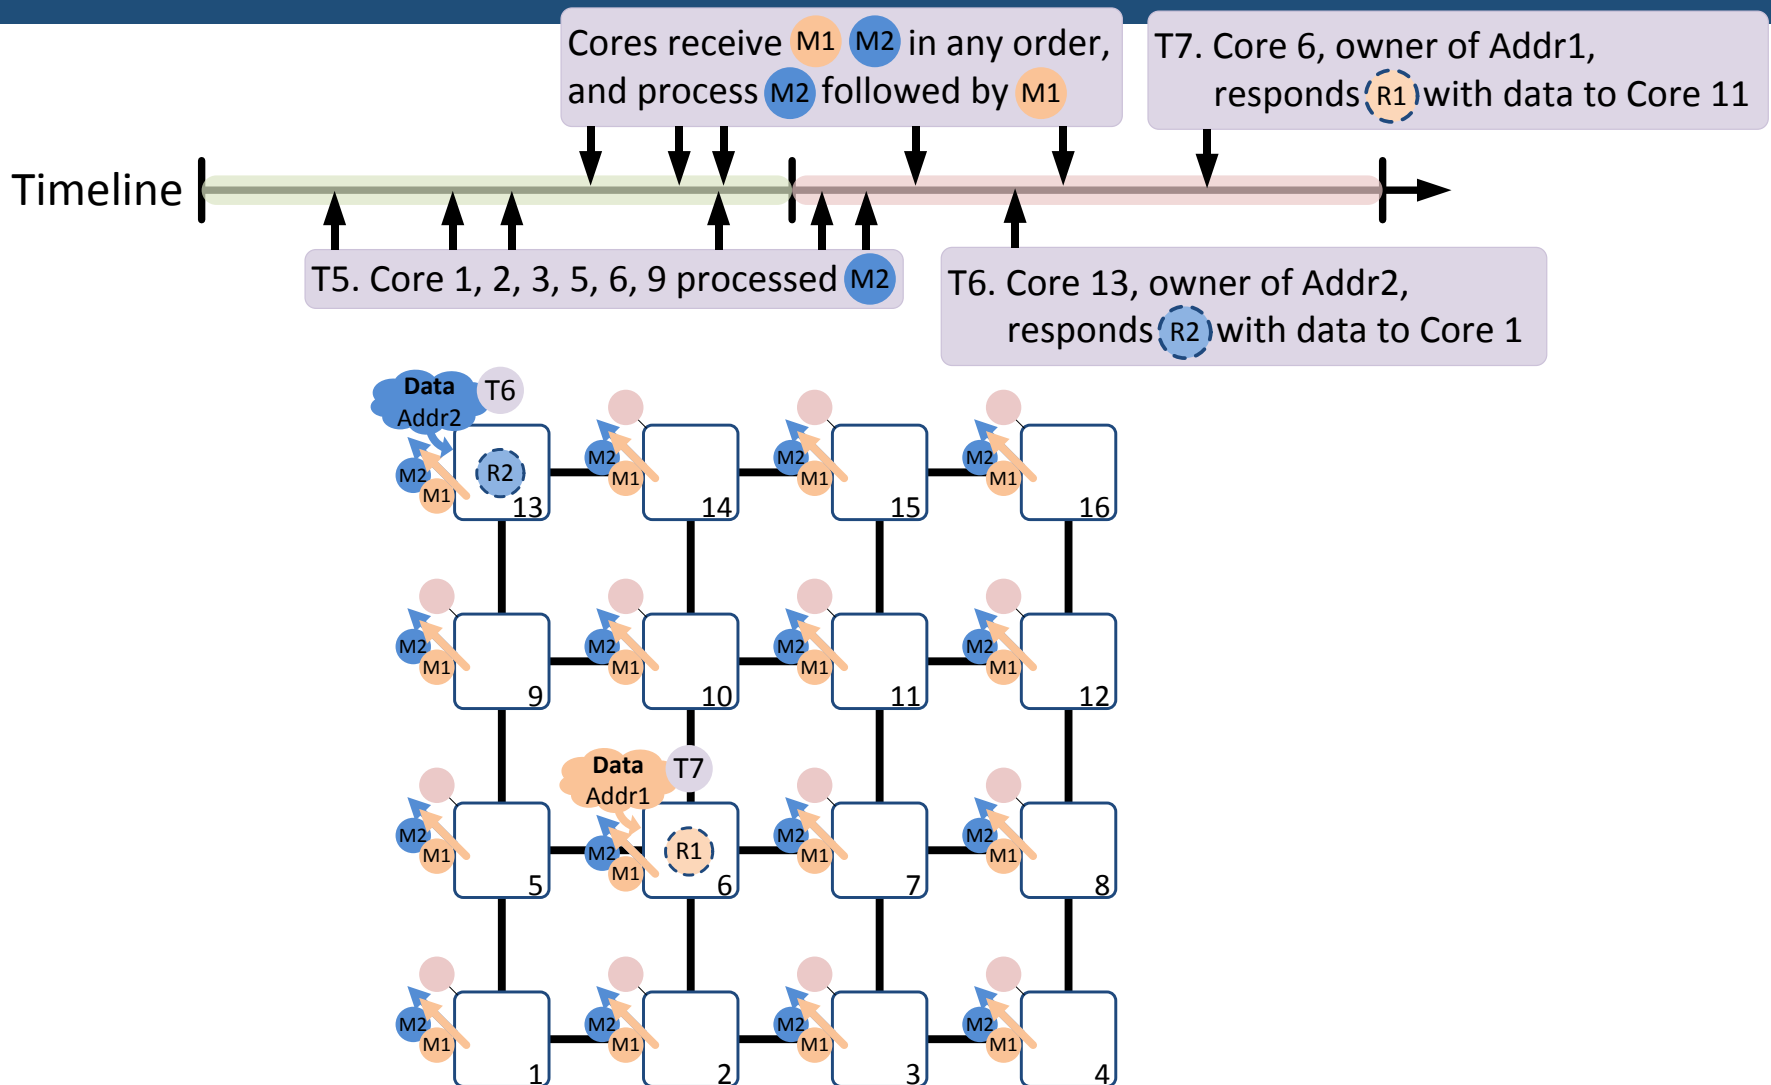 Cores receive M1 M2 in any order,
and process M2 followed by M1
T7. Core 6, owner of Addr1,
responds R1 with data to Core 11
Timeline
T5. Core 1, 2, 3, 5, 6, 9 processed M2
T6. Core 13, owner of Addr2,
responds R2 with data to Core 1
Data
Addr2
T6
M2
M1
R2
13
M2
M1
14
M2
M1
15
M2
M1
16
M2
M1
9
M2
M1
10
M2
M1
11
M2
M1
12
M2
M1
5
Data
Addr1
T7
M2
M1
R1
6
M2
M1
7
M2
M1
8
M2
M1
1
M2
M1
2
M2
M1
3
M2
M1
4